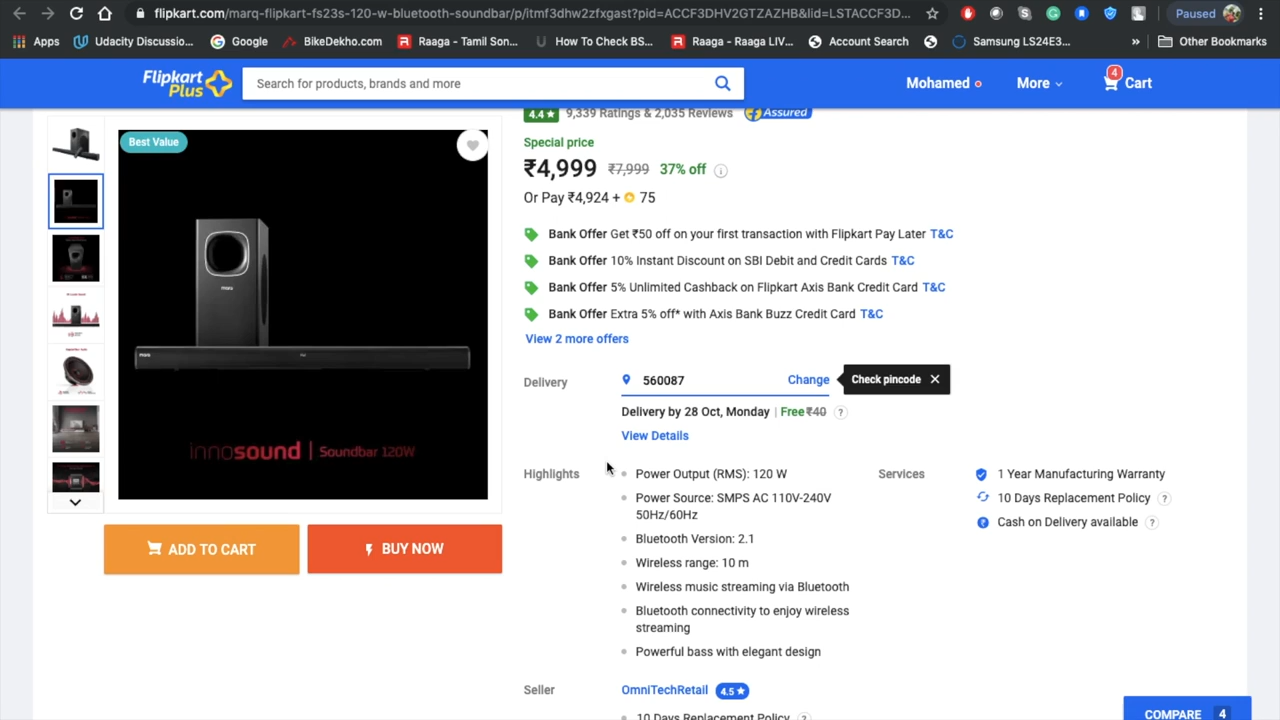 flipkart.com/marq-flipkart-fs23s-120-w-bluetooth-soundbar/p/itmf3dhw2zfxgast?pid=ACCF3DHV2GTZAZHB&lid=LSTACCF3D...
Paused
Apps
Udacity Discussio...
Google
BikeDekho.com
Raaga - Tamil Son...
How To Check BS...
Raaga - Raaga LIV...
Account Search
Samsung LS24E3...
»
Other Bookmarks
Flipkart
Plus
Search for products, brands and more
Mohamed
More
4
Cart
4.4★ 9,339 Ratings & 2,035 Reviews Assured
Best Value
Special price
₹4,999 ₹7,999 37% off
Or Pay ₹4,924 + 75
Bank Offer Get ₹50 off on your first transaction with Flipkart Pay Later T&C
Bank Offer 10% Instant Discount on SBI Debit and Credit Cards T&C
Bank Offer 5% Unlimited Cashback on Flipkart Axis Bank Credit Card T&C
Bank Offer Extra 5% off* with Axis Bank Buzz Credit Card T&C
View 2 more offers
marq
marq
innosound | Soundbar 120W
Delivery
560087
Change
Check pincode
Delivery by 28 Oct, Monday | Free ₹40 ?
View Details
ADD TO CART
BUY NOW
Highlights
Power Output (RMS): 120 W
Power Source: SMPS AC 110V-240V
50Hz/60Hz
Bluetooth Version: 2.1
Wireless range: 10 m
Wireless music streaming via Bluetooth
Bluetooth connectivity to enjoy wireless
streaming
Powerful bass with elegant design
Services
1 Year Manufacturing Warranty
10 Days Replacement Policy ?
Cash on Delivery available ?
Seller
OmniTechRetail 4.5★
10 Days Replacement Policy ?
COMPARE 4